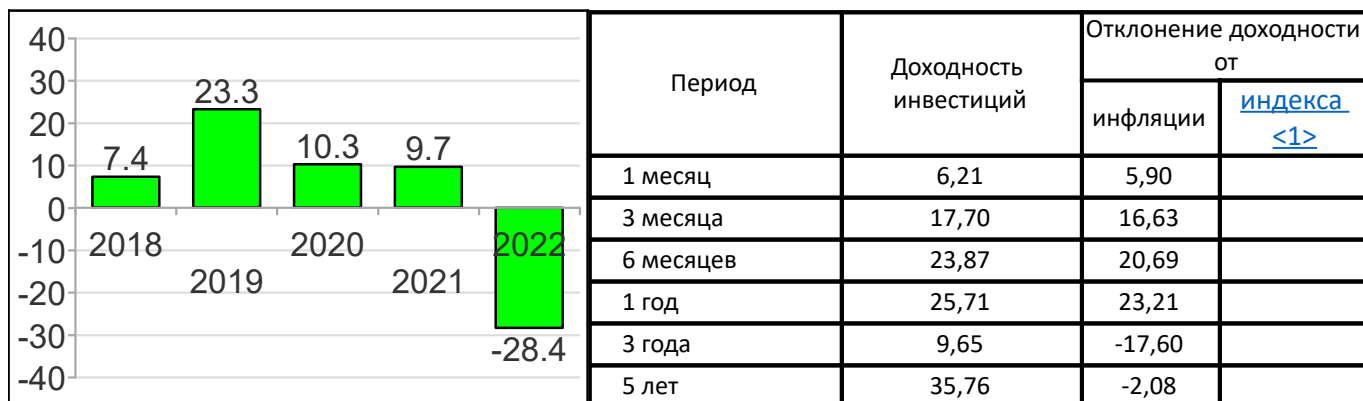 40
30
20
10
0
-10
-20
-30
-40
7.4
23.3
10.3
9.7
-28.4
2018
2019
2020
2021
2022
Период
Доходность
инвестиций
Отклонение доходности
от
инфляции
индекса
<1>
1 месяц 6,21 5,90
3 месяца 17,70 16,63
6 месяцев 23,87 20,69
1 год 25,71 23,21
3 года 9,65 -17,60
5 лет 35,76 -2,08